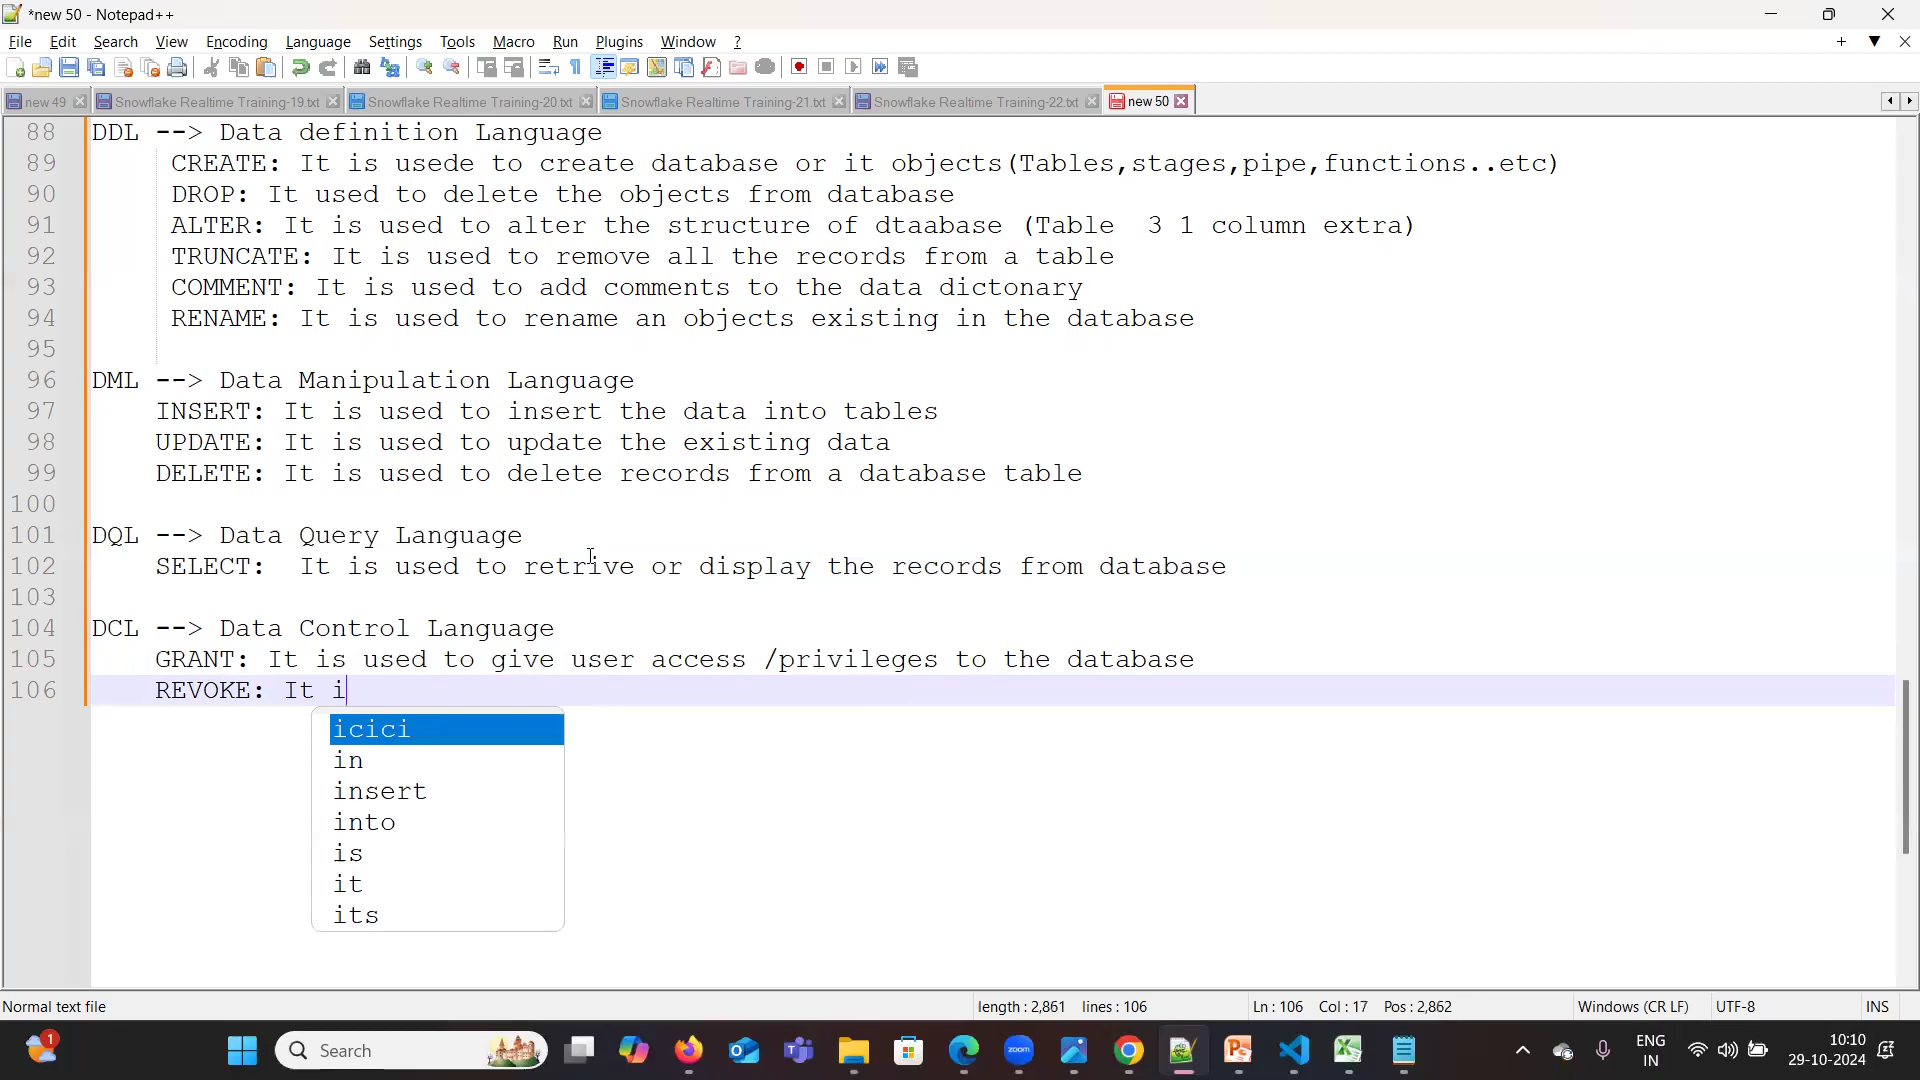 *new 50 - Notepad++
File Edit Search View Encoding Language Settings Tools Macro Run Plugins Window ?
new 49 Snowflake Realtime Training-19.txt Snowflake Realtime Training-20.txt Snowflake Realtime Training-21.txt Snowflake Realtime Training-22.txt new 50
88 DDL --> Data definition Language
89 CREATE: It is usede to create database or it objects(Tables,stages,pipe,functions..etc)
90 DROP: It used to delete the objects from database
91 ALTER: It is used to alter the structure of dtaabase (Table  3 1 column extra)
92 TRUNCATE: It is used to remove all the records from a table
93 COMMENT: It is used to add comments to the data dictonary
94 RENAME: It is used to rename an objects existing in the database
95
96 DML --> Data Manipulation Language
97 INSERT: It is used to insert the data into tables
98 UPDATE: It is used to update the existing data
99 DELETE: It is used to delete records from a database table
100
101 DQL --> Data Query Language
102 SELECT:  It is used to retrive or display the records from database
103
104 DCL --> Data Control Language
105 GRANT: It is used to give user access /privileges to the database
106 REVOKE: It i
icici
in
insert
into
is
it
its
Normal text file length : 2,861 lines : 106 Ln : 106 Col : 17 Pos : 2,862 Windows (CR LF) UTF-8 INS
1 Search zoom ENG IN 10:10 29-10-2024